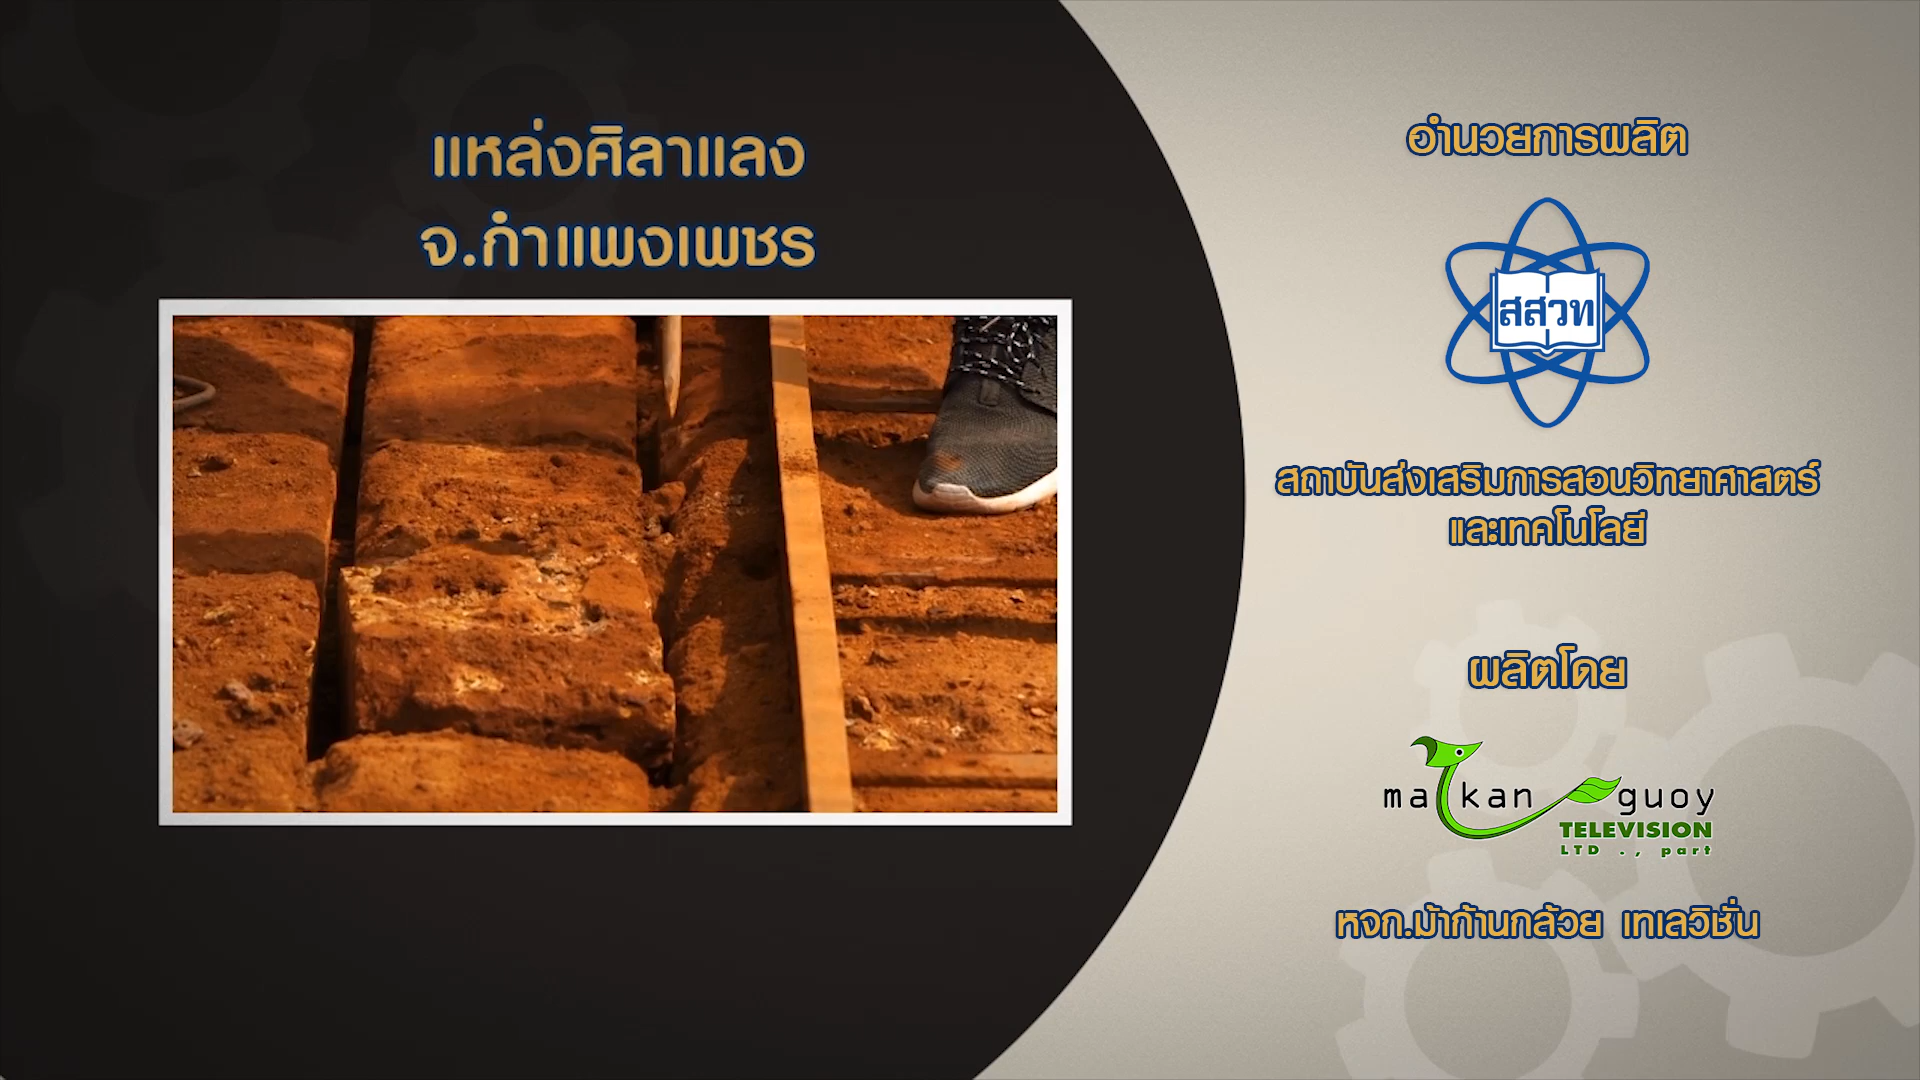 แหล่งศิลาแลง
จ.กำแพงเพชร
อำนวยการผลิต
สสวท
สถาบันส่งเสริมการสอนวิทยาศาสตร์
และเทคโนโลยี
ผลิตโดย
ma kan guoy
TELEVISION
LTD ., part
หจก.ม้าก้านกล้วย เทเลวิชั่น